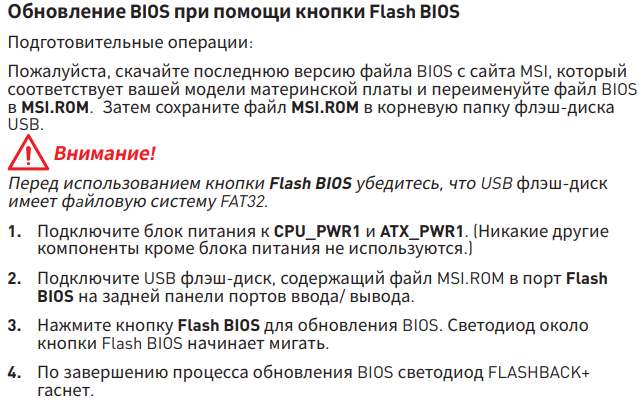 Обновление BIOS при помощи кнопки Flash BIOS
Подготовительные операции:
Пожалуйста, скачайте последнюю версию файла BIOS с сайта MSI, который
соответствует вашей модели материнской платы и переименуйте файл BIOS
в MSI.ROM. Затем сохраните файл MSI.ROM в корневую папку флэш-диска
USB.
Внимание!
Перед использованием кнопки Flash BIOS убедитесь, что USB флэш-диск
имеет файловую систему FAT32.
1. Подключите блок питания к CPU_PWR1 и ATX_PWR1. (Никакие другие
компоненты кроме блока питания не используются.)
2. Подключите USB флэш-диск, содержащий файл MSI.ROM в порт Flash
BIOS на задней панели портов ввода/ вывода.
3. Нажмите кнопку Flash BIOS для обновления BIOS. Светодиод около
кнопки Flash BIOS начинает мигать.
4. По завершению процесса обновления BIOS светодиод FLASHBACK+
гаснет.